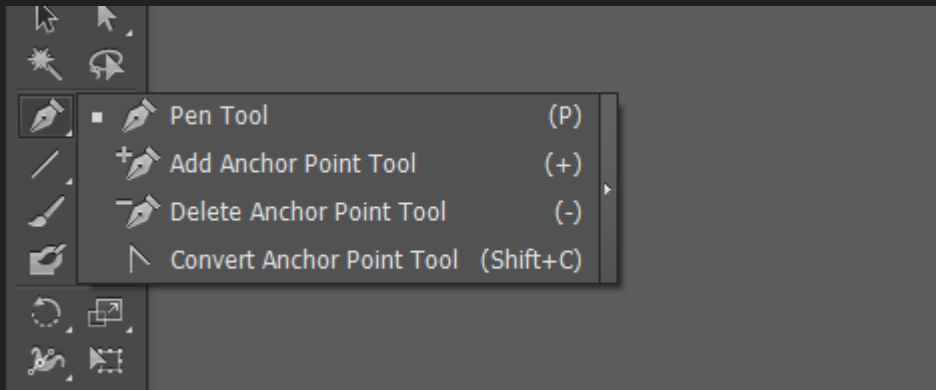 Pen Tool (P)
Add Anchor Point Tool (+)
Delete Anchor Point Tool (-)
Convert Anchor Point Tool (Shift+C)